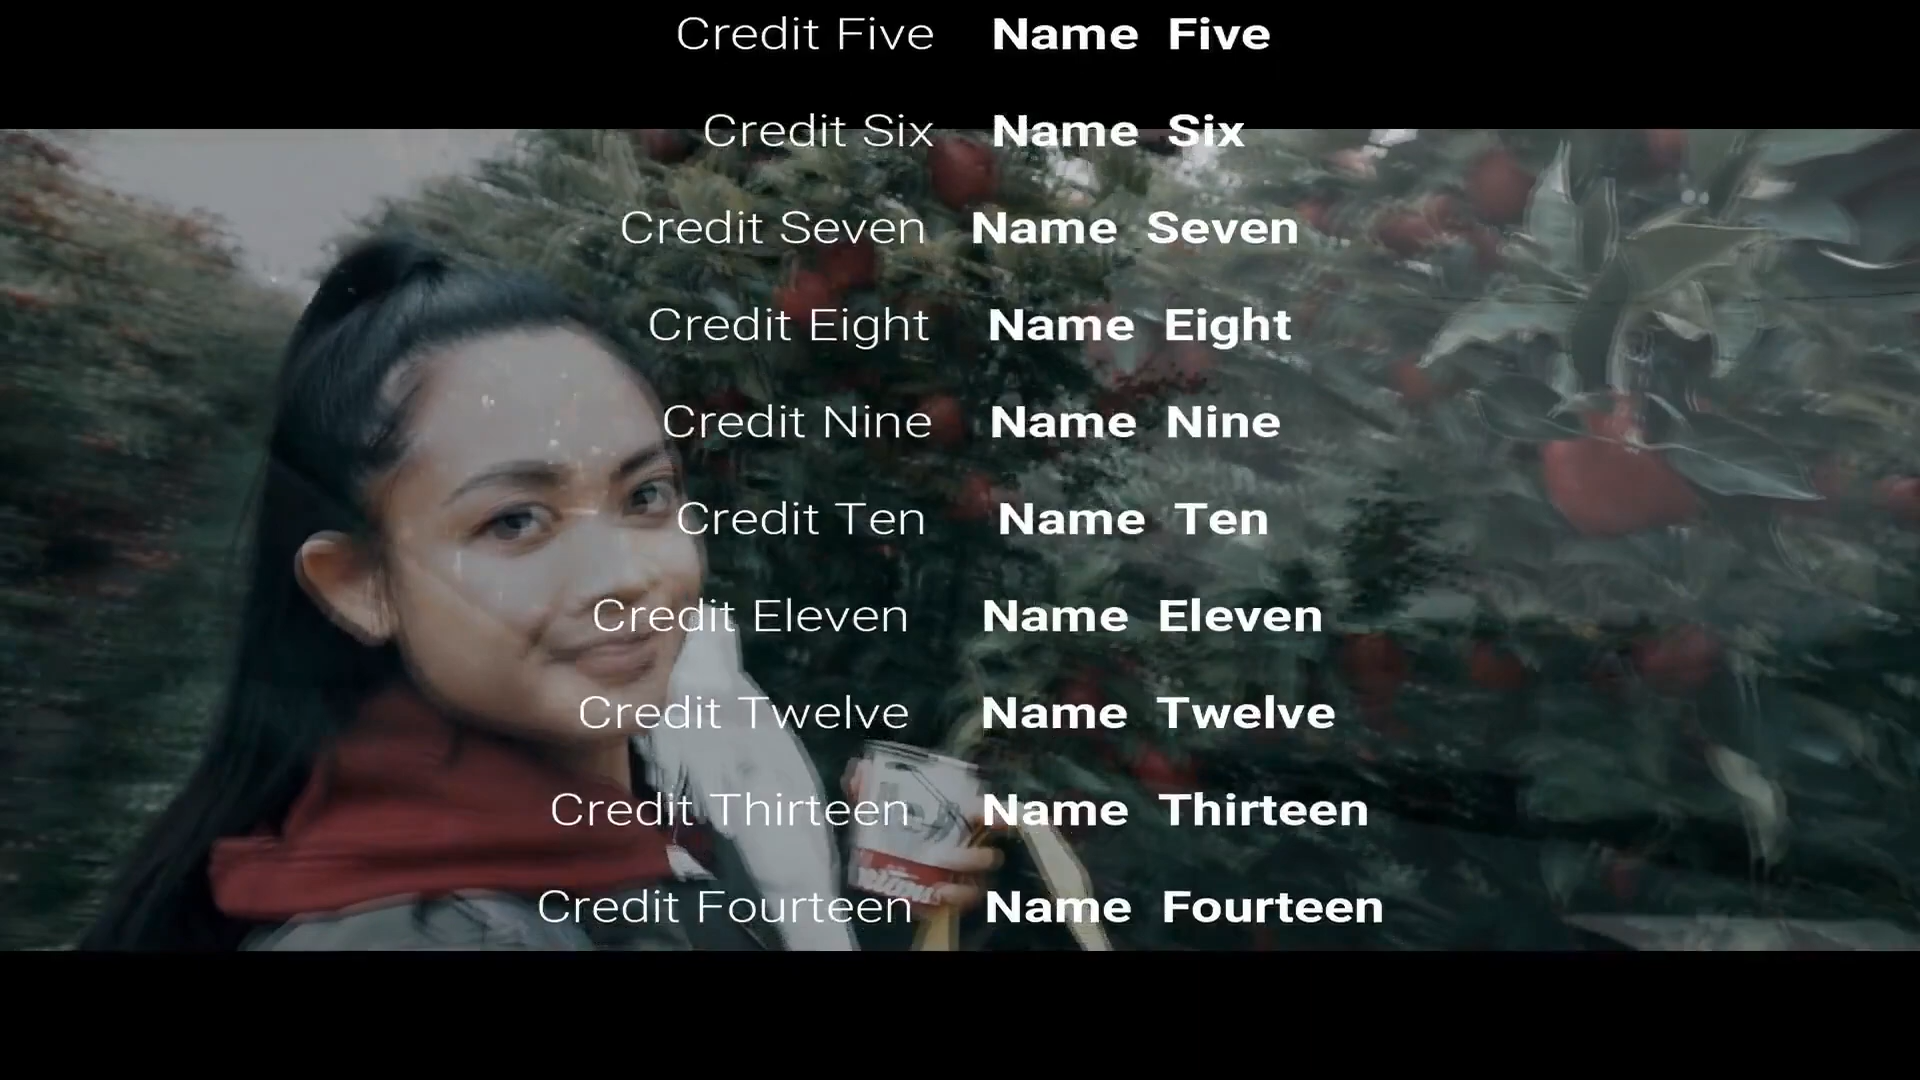 Credit Five Name Five
Credit Six Name Six
Credit Seven Name Seven
Credit Eight Name Eight
Credit Nine Name Nine
Credit Ten Name Ten
Credit Eleven Name Eleven
Credit Twelve Name Twelve
Credit Thirteen Name Thirteen
Credit Fourteen Name Fourteen